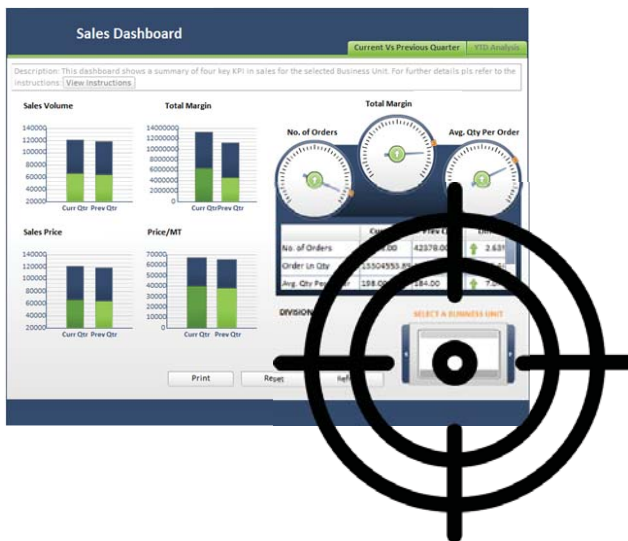 Sales Dashboard
Current Vs Previous Quarter YTD Analysis
Description: This dashboard shows a summary of four key KPI in sales for the selected Business Unit. For further details pls refer to the
instructions: View Instructions
Sales Volume
140000
120000
100000
80000
60000
40000
20000
Curr Qtr Prev Qtr
Total Margin
14000000
12000000
10000000
8000000
6000000
4000000
2000000
0
Curr Qtr Prev Qtr
No. of Orders
Total Margin
Avg. Qty Per Order
Sales Price
140000
120000
100000
80000
60000
40000
20000
Curr Qtr Prev Qtr
Price/MT
70000
60000
50000
40000
30000
20000
10000
0
Curr Qtr Prev Qtr
No. of Orders 42378.00
Order Ln Qty
Avg. Qty Per 198.00 184.00
DIVISION
SELECT A BUSINESS UNIT
Print
Reset